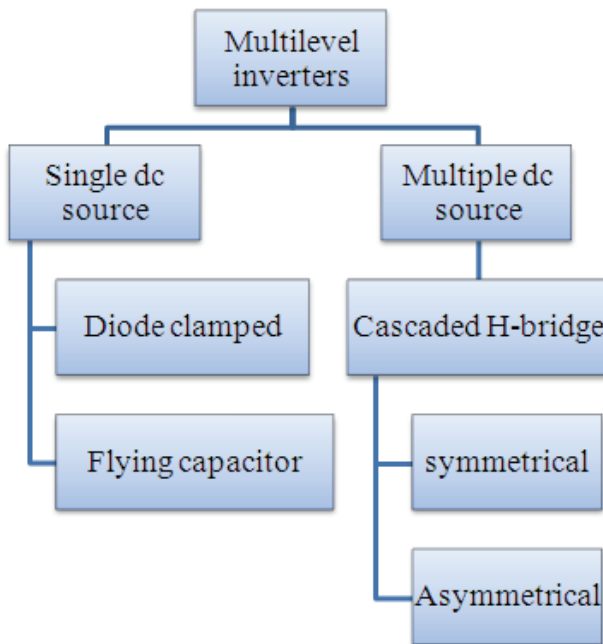 Multilevel
inverters
Single dc
source
Multiple dc
source
Diode clamped
Cascaded H-bridge
Flying capacitor
symmetrical
Asymmetrical